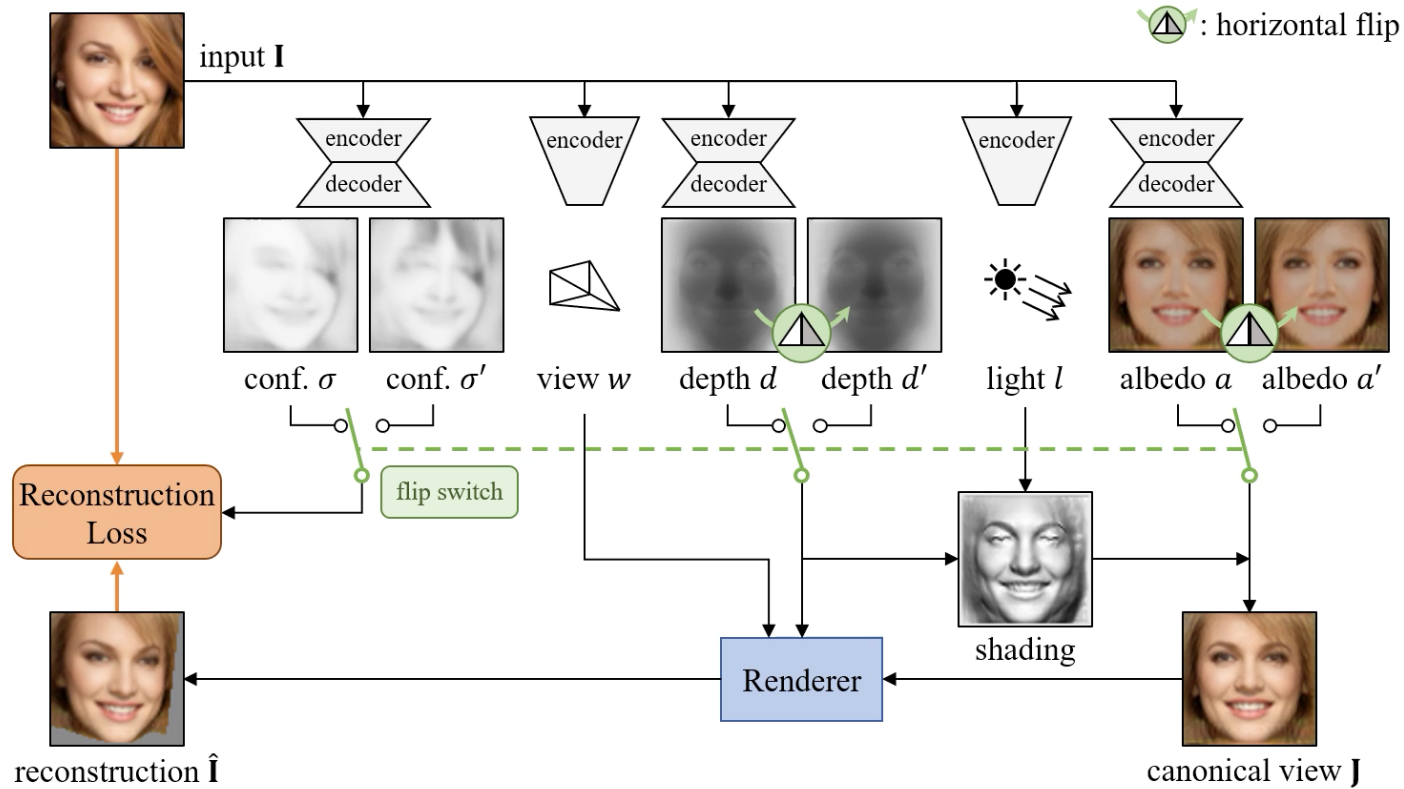 : horizontal flip
input I
encoder
decoder
encoder
encoder
decoder
encoder
encoder
decoder
conf. σ
conf. σ′
view w
depth d
depth d′
light l
albedo a
albedo a′
flip switch
Reconstruction
Loss
shading
Renderer
reconstruction Î
canonical view J